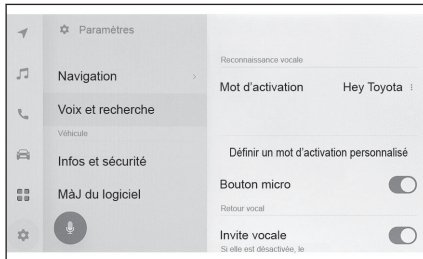 Paramètres
Navigation
Voix et recherche
Véhicule
Infos et sécurité
MàJ du logiciel
Reconnaissance vocale
Mot d'activation Hey Toyota
Définir un mot d'activation personnalisé
Bouton micro
Retour vocal
Invite vocale
Si elle est désactivée, le